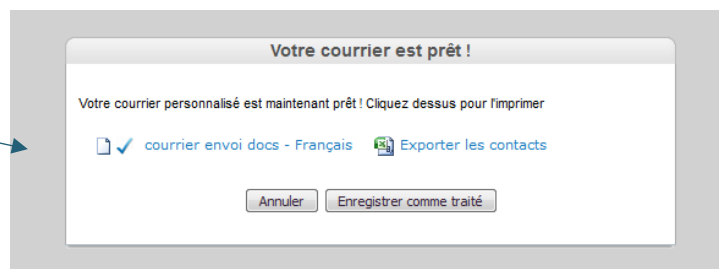 Votre courrier est prêt !
Votre courrier personnalisé est maintenant prêt ! Cliquez dessus pour l'imprimer
courrier envoi docs - Français Exporter les contacts
Annuler Enregistrer comme traité